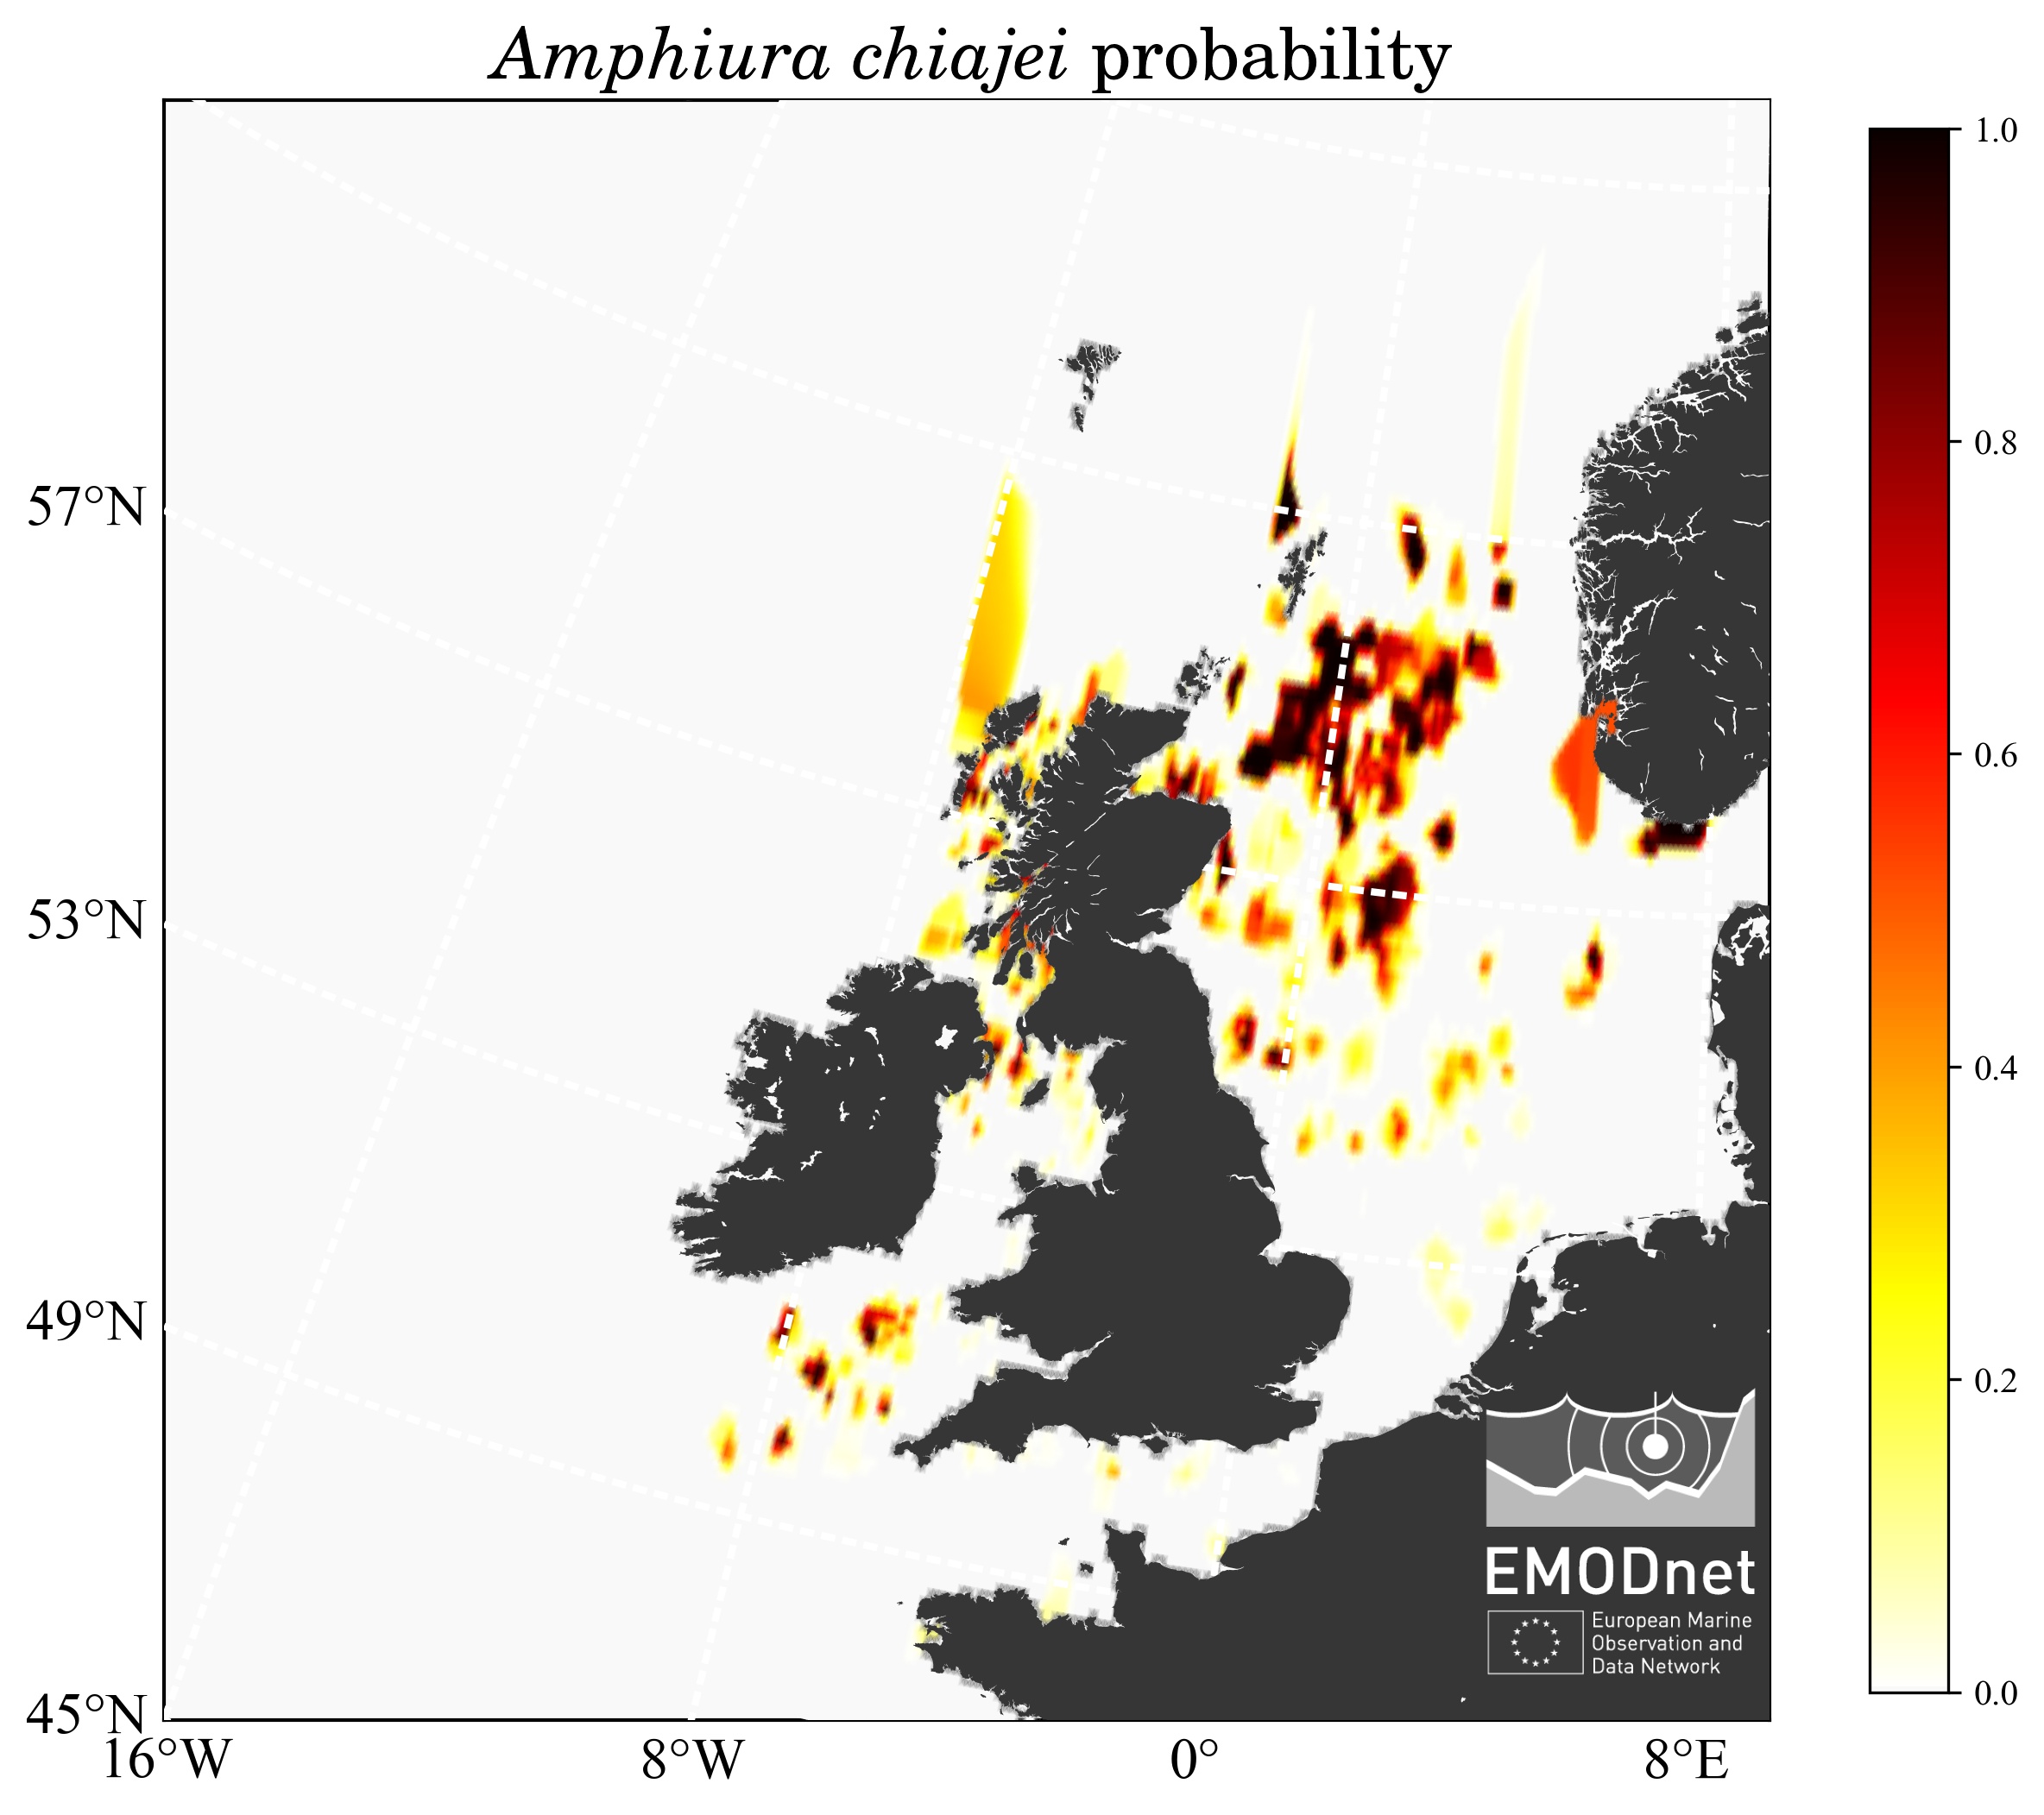 Amphiura chiajei probability
1.0
57°N
0.8
0.6
53°N
0.4
49°N
0.2
EMODnet
European Marine
Observation and
Data Network
0.0
45°N
16°W 8°W 0° 8°E